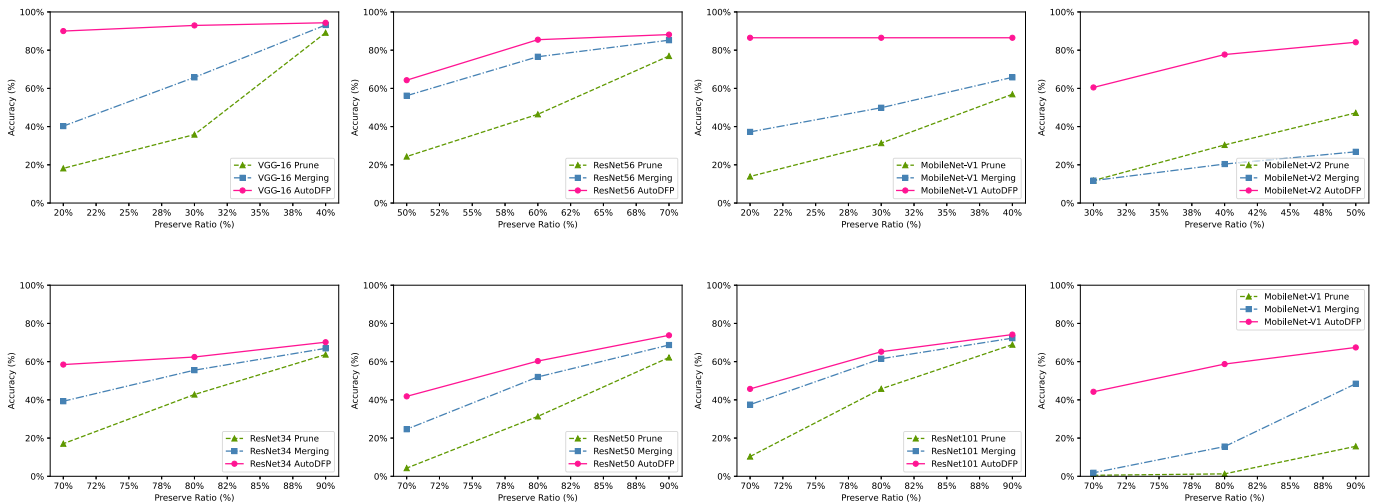 100%
80%
60%
40%
20%
0%
Accuracy (%)
20% 22% 25% 28% 30% 32% 35% 38% 40%
Preserve Ratio (%)
VGG-16 Prune
VGG-16 Merging
VGG-16 AutoDFP
100%
80%
60%
40%
20%
0%
Accuracy (%)
50% 52% 55% 58% 60% 62% 65% 68% 70%
Preserve Ratio (%)
ResNet56 Prune
ResNet56 Merging
ResNet56 AutoDFP
100%
80%
60%
40%
20%
0%
Accuracy (%)
20% 22% 25% 28% 30% 32% 35% 38% 40%
Preserve Ratio (%)
MobileNet-V1 Prune
MobileNet-V1 Merging
MobileNet-V1 AutoDFP
100%
80%
60%
40%
20%
0%
Accuracy (%)
30% 32% 35% 38% 40% 42% 45% 48% 50%
Preserve Ratio (%)
MobileNet-V2 Prune
MobileNet-V2 Merging
MobileNet-V2 AutoDFP
100%
80%
60%
40%
20%
0%
Accuracy (%)
70% 72% 75% 78% 80% 82% 85% 88% 90%
Preserve Ratio (%)
ResNet34 Prune
ResNet34 Merging
ResNet34 AutoDFP
100%
80%
60%
40%
20%
0%
Accuracy (%)
70% 72% 75% 78% 80% 82% 85% 88% 90%
Preserve Ratio (%)
ResNet50 Prune
ResNet50 Merging
ResNet50 AutoDFP
100%
80%
60%
40%
20%
0%
Accuracy (%)
70% 72% 75% 78% 80% 82% 85% 88% 90%
Preserve Ratio (%)
ResNet101 Prune
ResNet101 Merging
ResNet101 AutoDFP
100%
80%
60%
40%
20%
0%
Accuracy (%)
70% 72% 75% 78% 80% 82% 85% 88% 90%
Preserve Ratio (%)
MobileNet-V1 Prune
MobileNet-V1 Merging
MobileNet-V1 AutoDFP